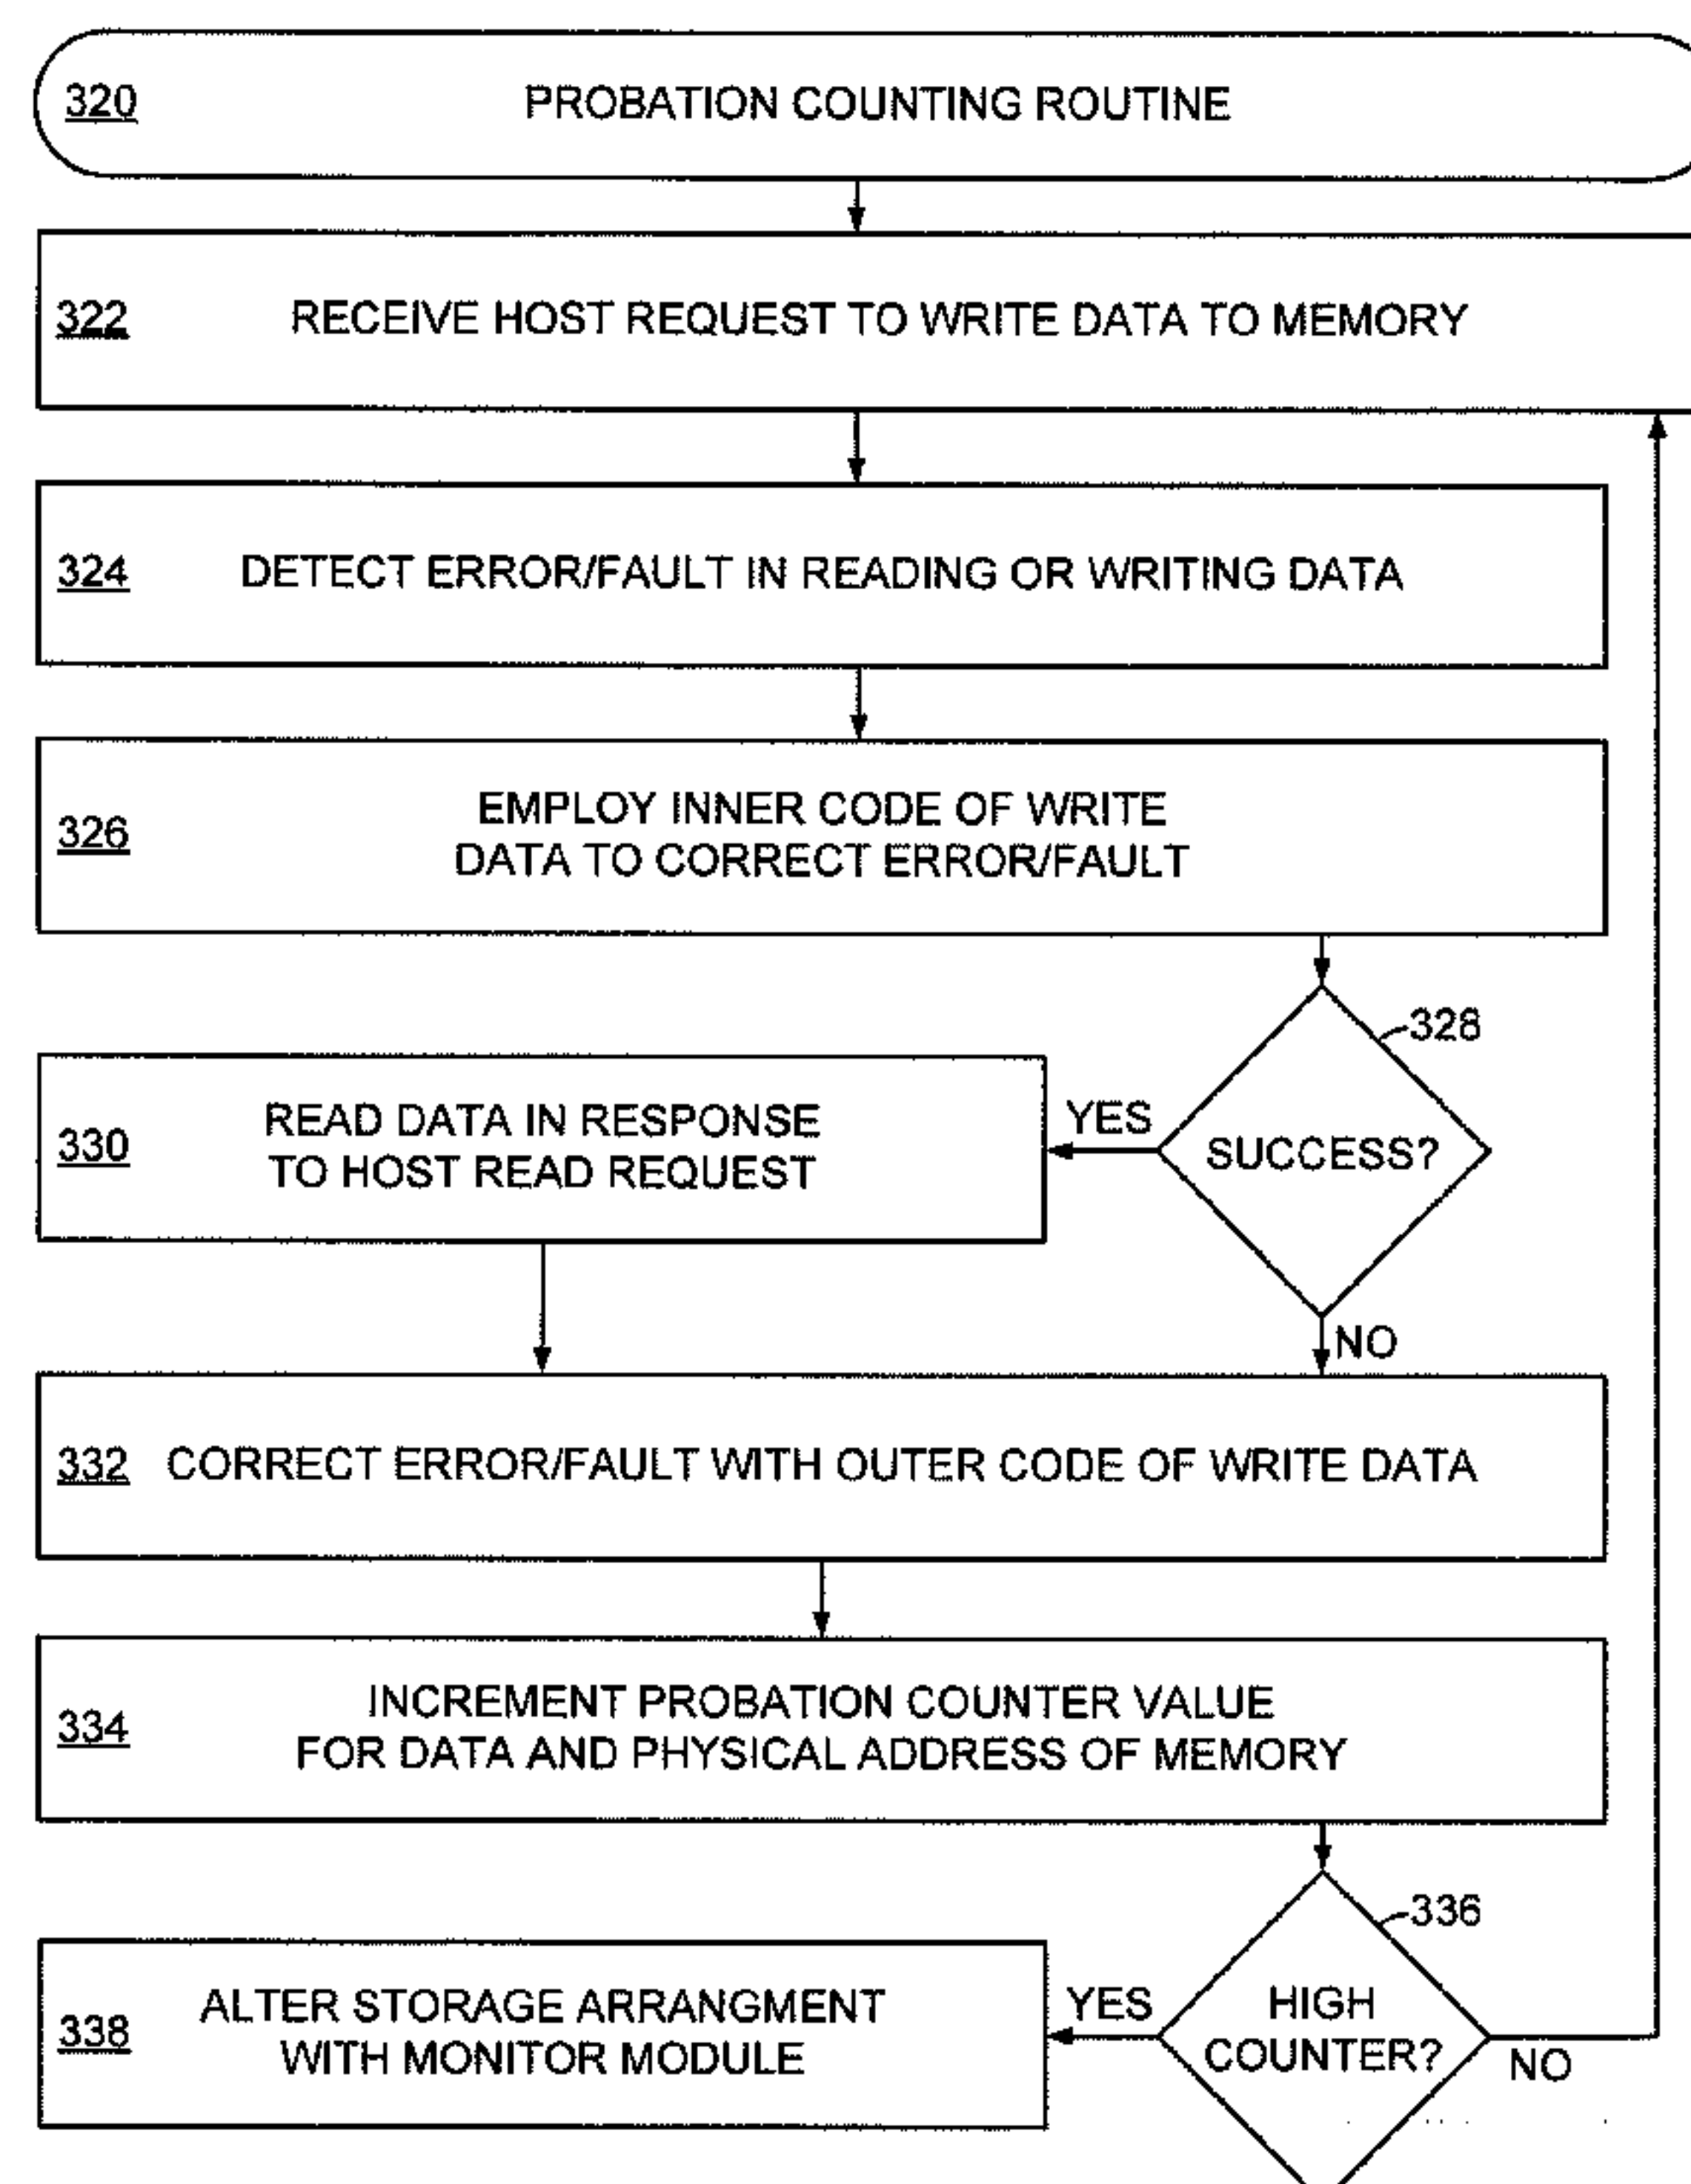 320 PROBATION COUNTING ROUTINE
322 RECEIVE HOST REQUEST TO WRITE DATA TO MEMORY
324 DETECT ERROR/FAULT IN READING OR WRITING DATA
326 EMPLOY INNER CODE OF WRITE
DATA TO CORRECT ERROR/FAULT
328
330 READ DATA IN RESPONSE
TO HOST READ REQUEST
YES
SUCCESS?
NO
332 CORRECT ERROR/FAULT WITH OUTER CODE OF WRITE DATA
334 INCREMENT PROBATION COUNTER VALUE
FOR DATA AND PHYSICAL ADDRESS OF MEMORY
336
338 ALTER STORAGE ARRANGMENT
WITH MONITOR MODULE
YES
HIGH
COUNTER?
NO